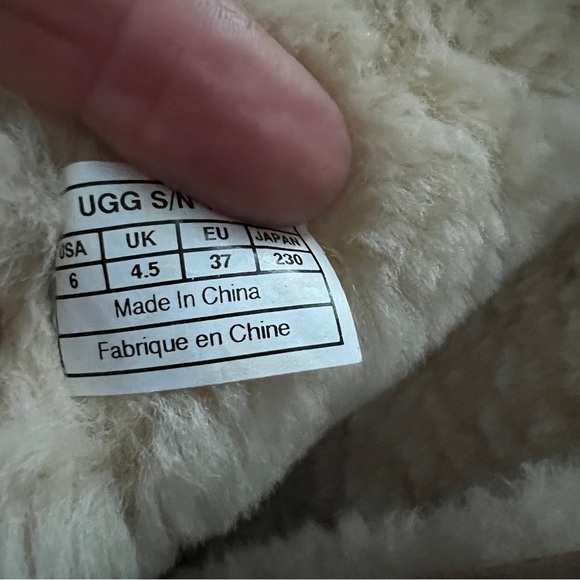 UGG S/N
USA UK EU JAPAN
6 4.5 37 230
Made In China
Fabrique en Chine